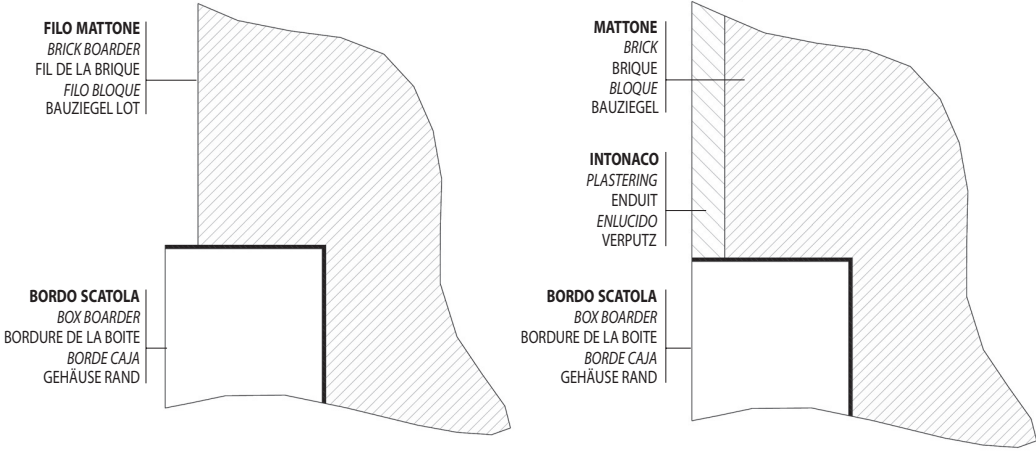 FILO MATTONE
BRICK BOARDER
FIL DE LA BRIQUE
FILO BLOQUE
BAUZIEGEL LOT
BORDO SCATOLA
BOX BOARDER
BORDURE DE LA BOITE
BORDE CAJA
GEHÄUSE RAND
MATTONE
BRICK
BRIQUE
BLOQUE
BAUZIEGEL
INTONACO
PLASTERING
ENDUIT
ENLUCIDO
VERPUTZ
BORDO SCATOLA
BOX BOARDER
BORDURE DE LA BOITE
BORDE CAJA
GEHÄUSE RAND